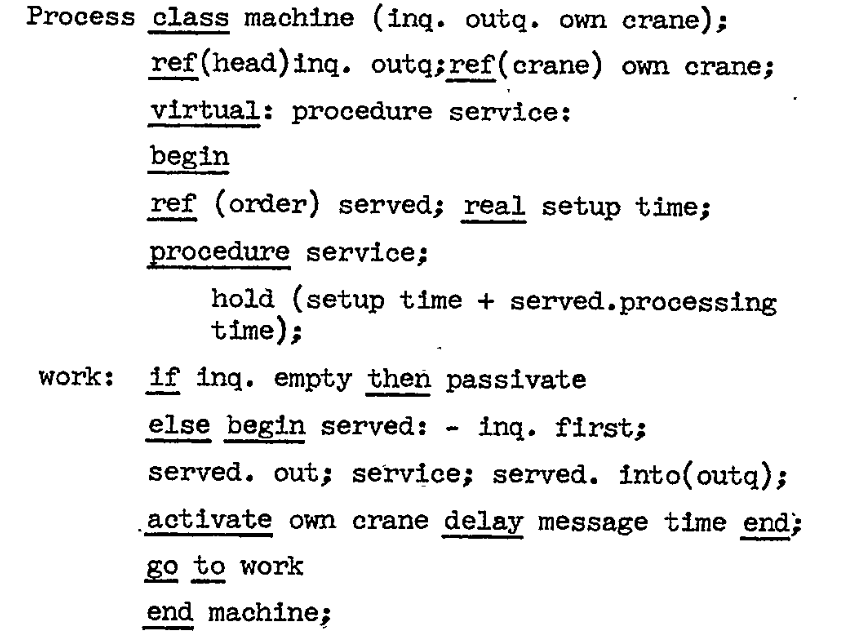 Process class machine (inq. outq. own crane);
ref(head)inq. outq;ref(crane) own crane;
virtual: procedure service:
begin
ref (order) served; real setup time;
procedure service;
hold (setup time + served.processing
time);
work: if inq. empty then passivate
else begin served: - inq. first;
served. out; service; served. into(outq);
activate own crane delay message time end;
go to work
end machine;